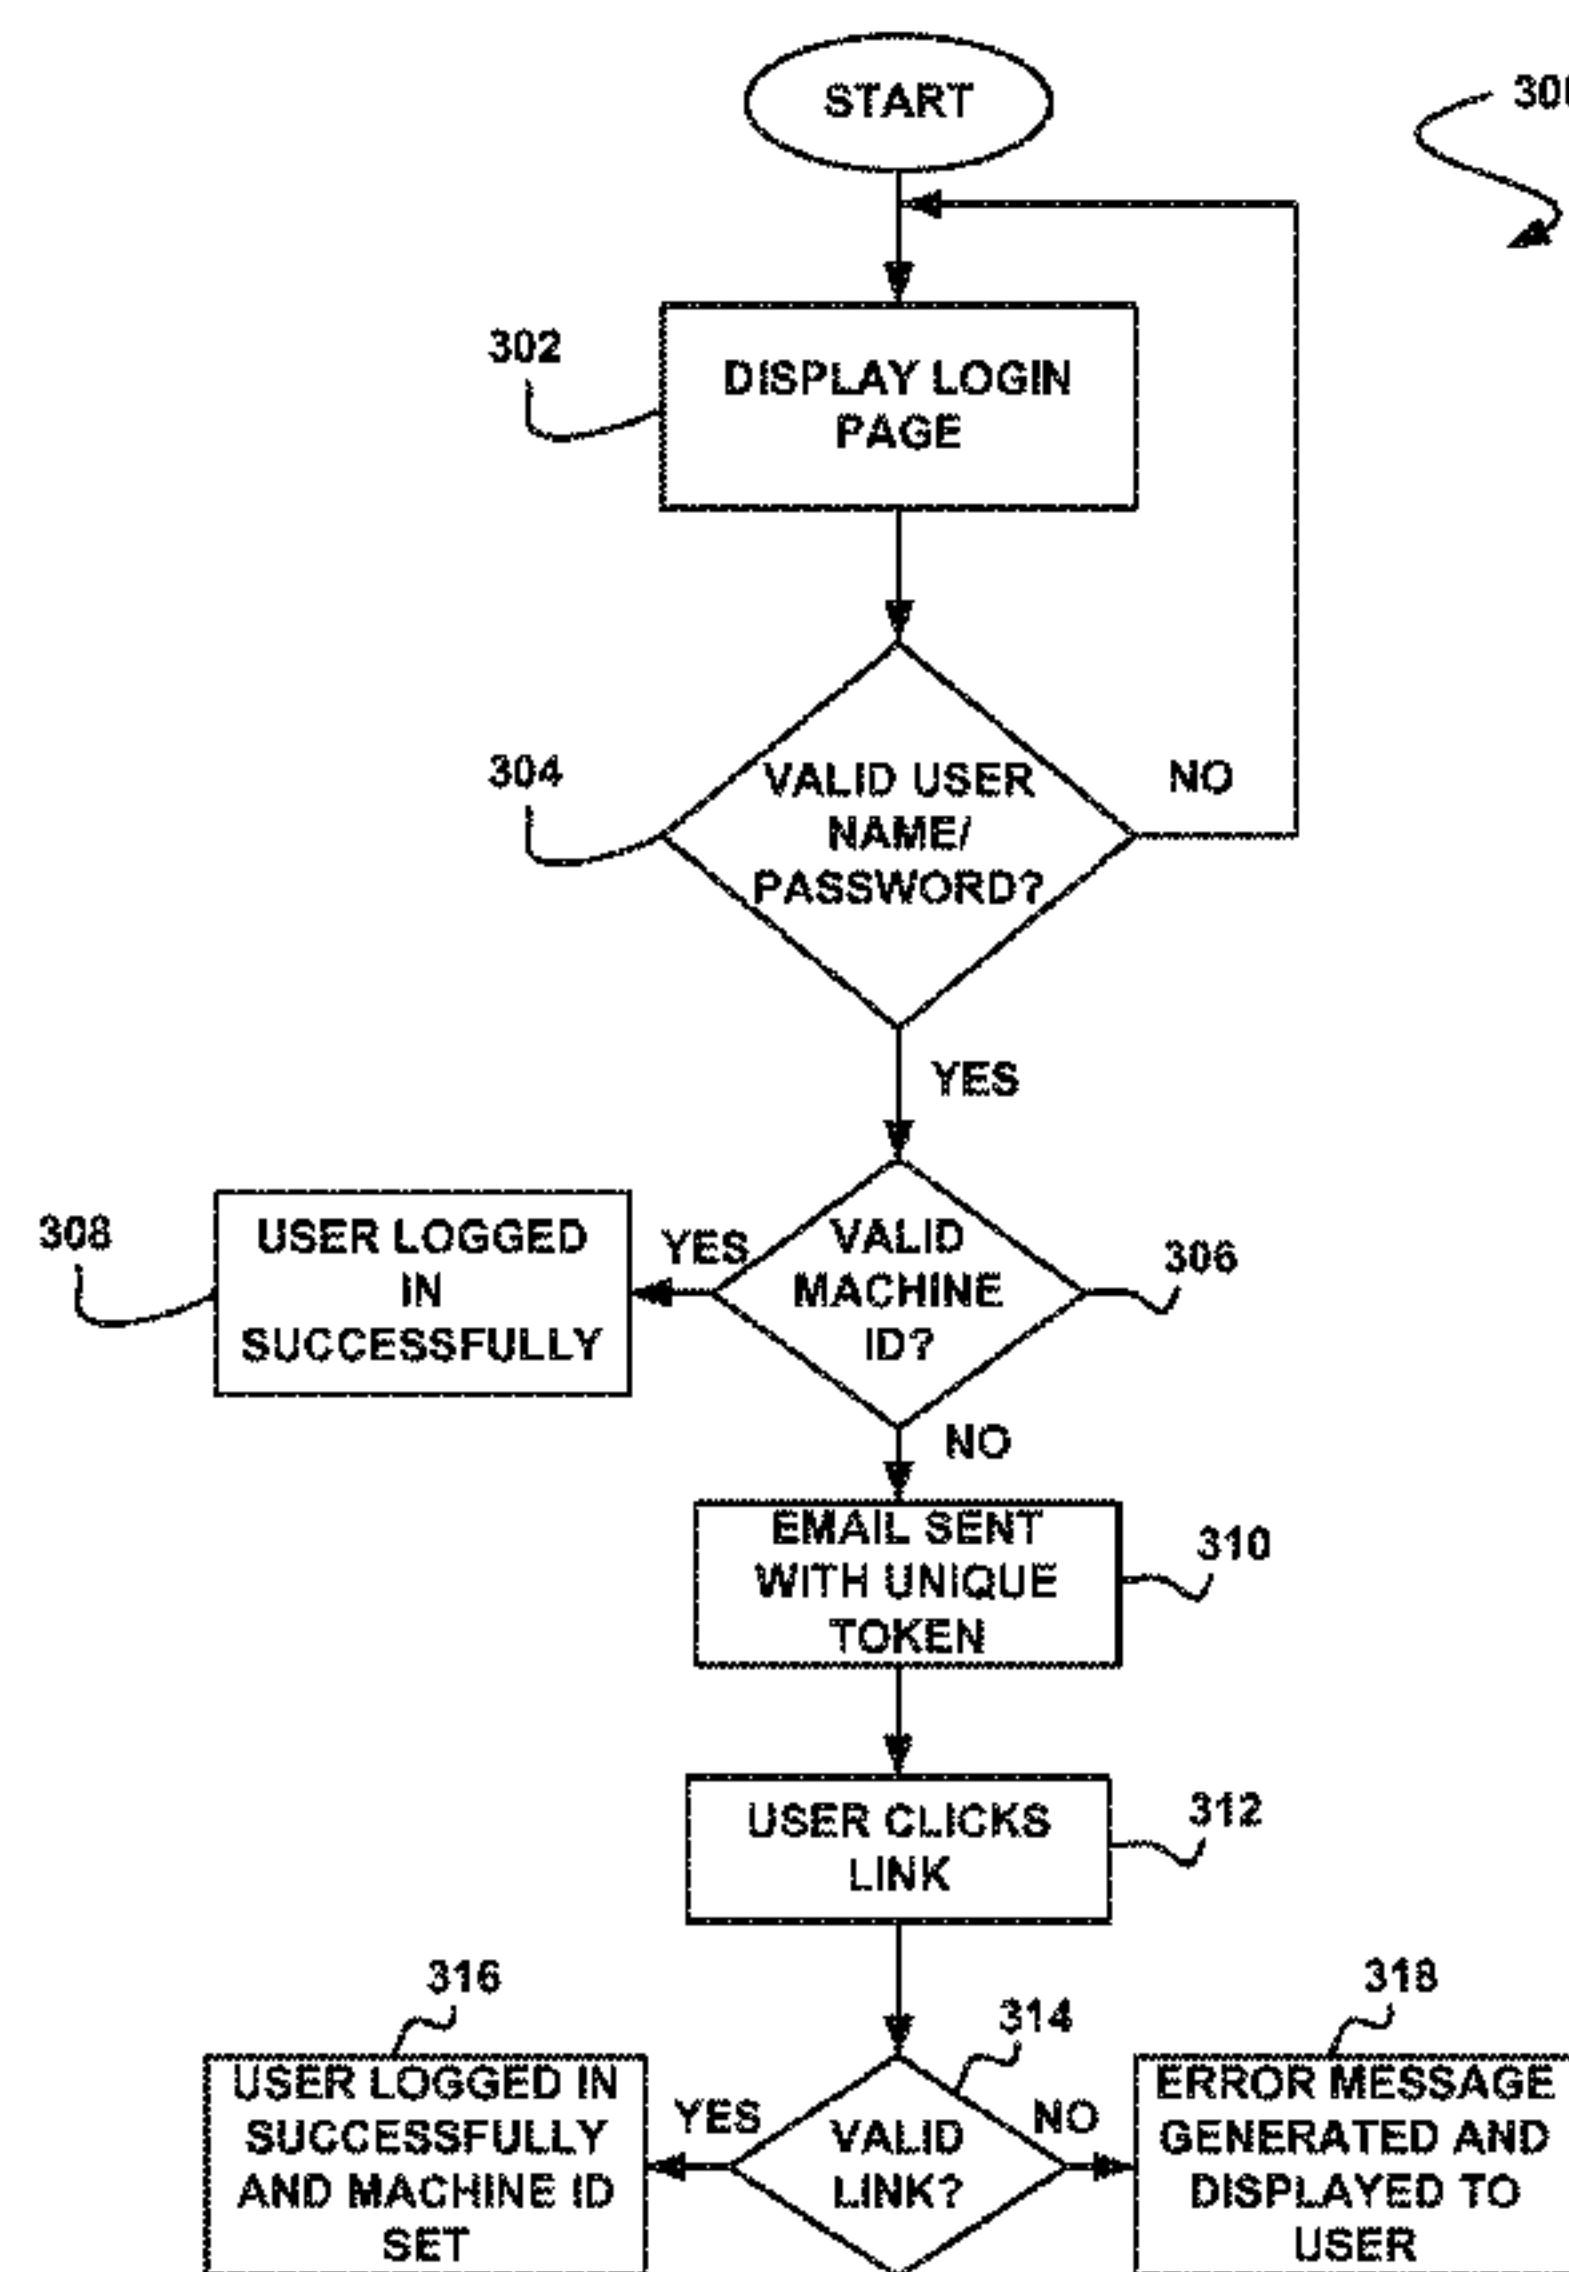 START
302
DISPLAY LOGIN
PAGE
304
VALID USER
NAME/
PASSWORD?
NO
YES
308
USER LOGGED
IN
SUCCESSFULLY
YES
VALID
MACHINE
ID?
306
NO
EMAIL SENT
WITH UNIQUE
TOKEN
310
USER CLICKS
LINK
312
316
314
318
USER LOGGED IN
SUCCESSFULLY
AND MACHINE ID
SET
YES
VALID
LINK?
NO
ERROR MESSAGE
GENERATED AND
DISPLAYED TO
USER